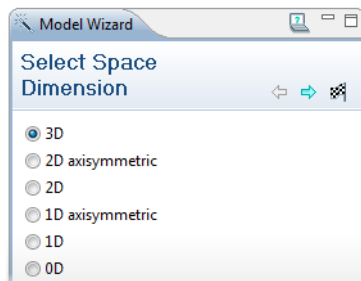 Model Wizard
Select Space
Dimension
3D
2D axisymmetric
2D
1D axisymmetric
1D
0D